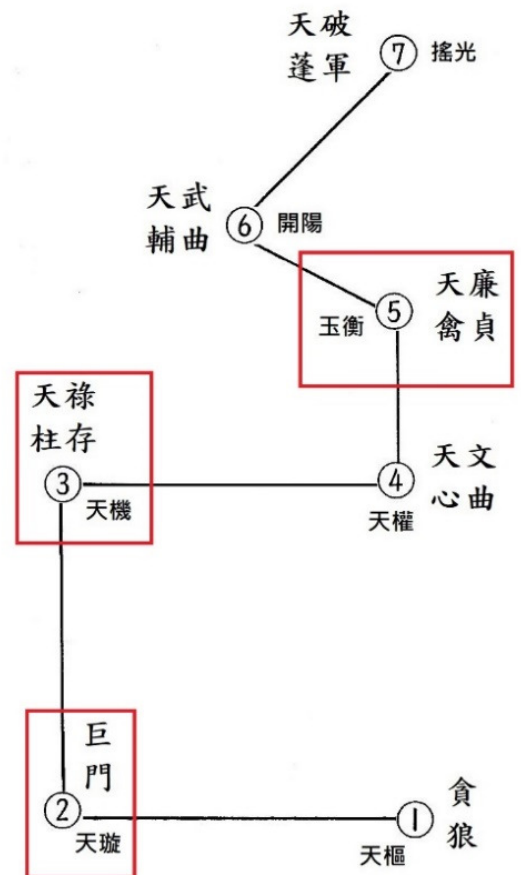 天破
蓬軍
⑦
搖光
天武
輔曲
⑥
開陽
天廉
禽貞
⑤
玉衡
天祿
柱存
③
天機
天文
心曲
④
天權
巨
門
②
天璇
貪
狼
①
天樞